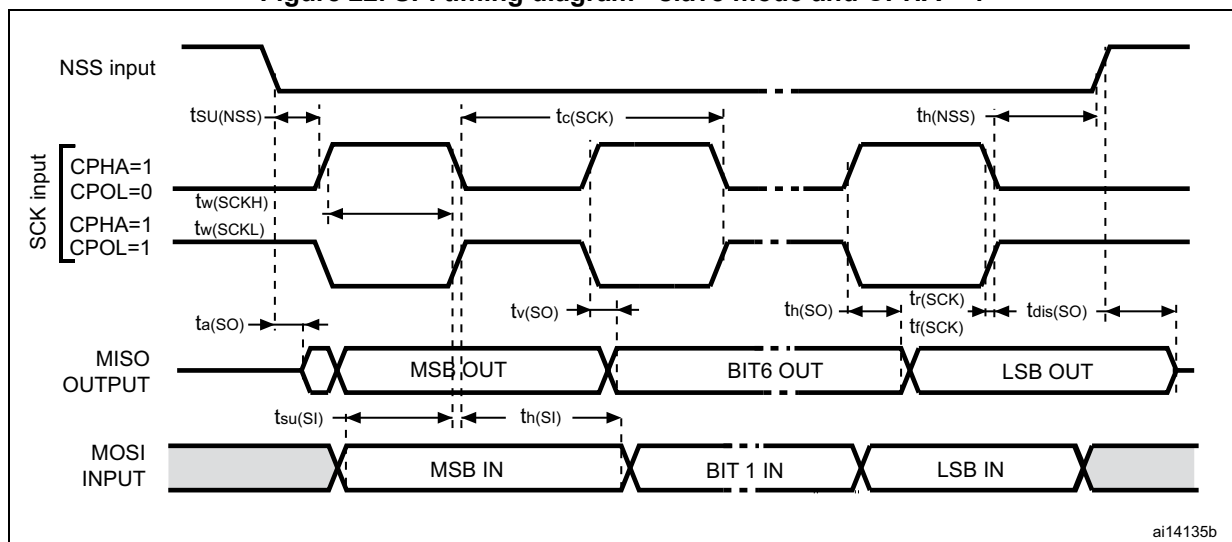 NSS input
tSU(NSS)
tc(SCK)
th(NSS)
SCK input
CPHA=1
CPOL=0
tw(SCKH)
CPHA=1
tw(SCKL)
CPOL=1
ta(SO)
tv(SO)
th(SO)
tr(SCK)
tf(SCK)
tdis(SO)
MISO
OUTPUT
MSB OUT
BIT6 OUT
LSB OUT
tsu(SI)
th(SI)
MOSI
INPUT
MSB IN
BIT 1 IN
LSB IN
ai14135b